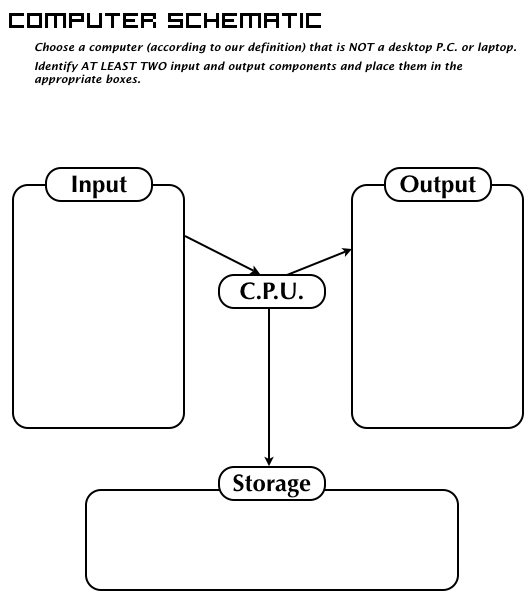 COMPUTER SCHEMATIC
Choose a computer (according to our definition) that is NOT a desktop P.C. or laptop.
Identify AT LEAST TWO input and output components and place them in the
appropriate boxes.
Input
Output
C.P.U.
Storage